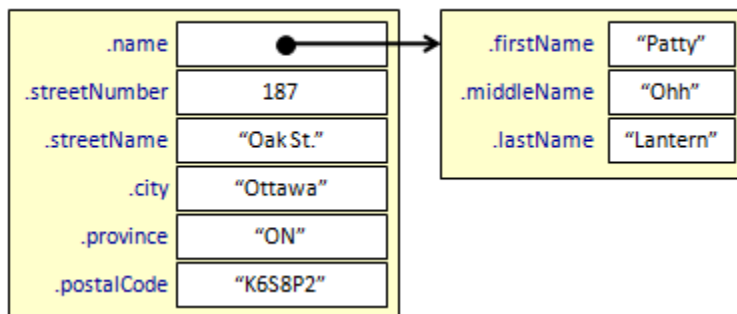 .name
.streetNumber 187
.streetName “Oak St.”
.city “Ottawa”
.province “ON”
.postalCode “K6S8P2”
.firstName “Patty”
.middleName “Ohh”
.lastName “Lantern”